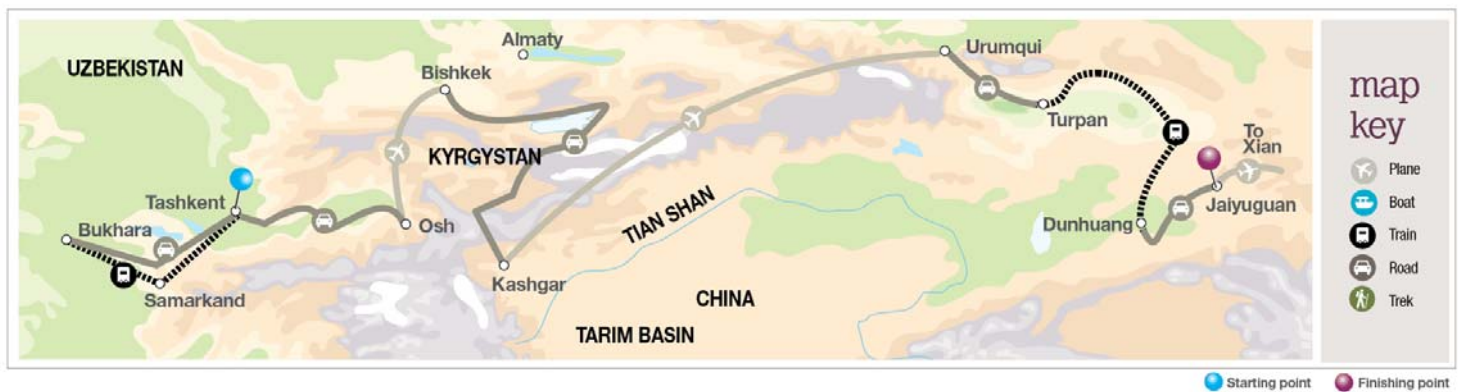 UZBEKISTAN
Almaty
Bishkek
Urumqui
map
key
Turpan
To
Xian
KYRGYSTAN
Plane
Tashkent
Jaiyuguan
Boat
Bukhara
Osh
TIAN SHAN
Dunhuang
Train
Samarkand
Kashgar
CHINA
Road
TARIM BASIN
Trek
Starting point
Finishing point